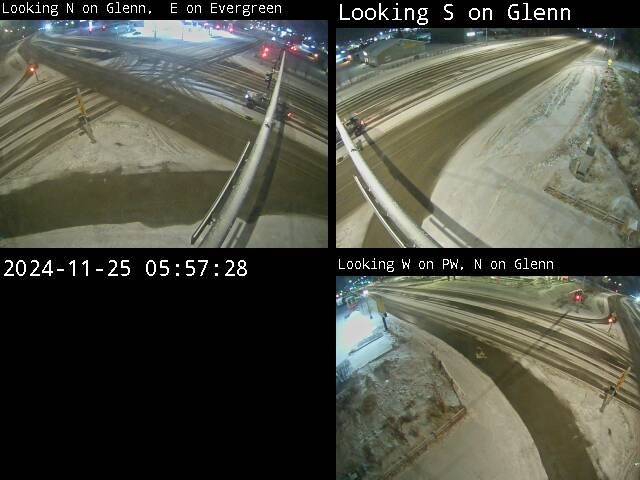 Looking N on Glenn, E on Evergreen
Looking S on Glenn
2024-11-25 05:57:28
Looking W on PW, N on Glenn